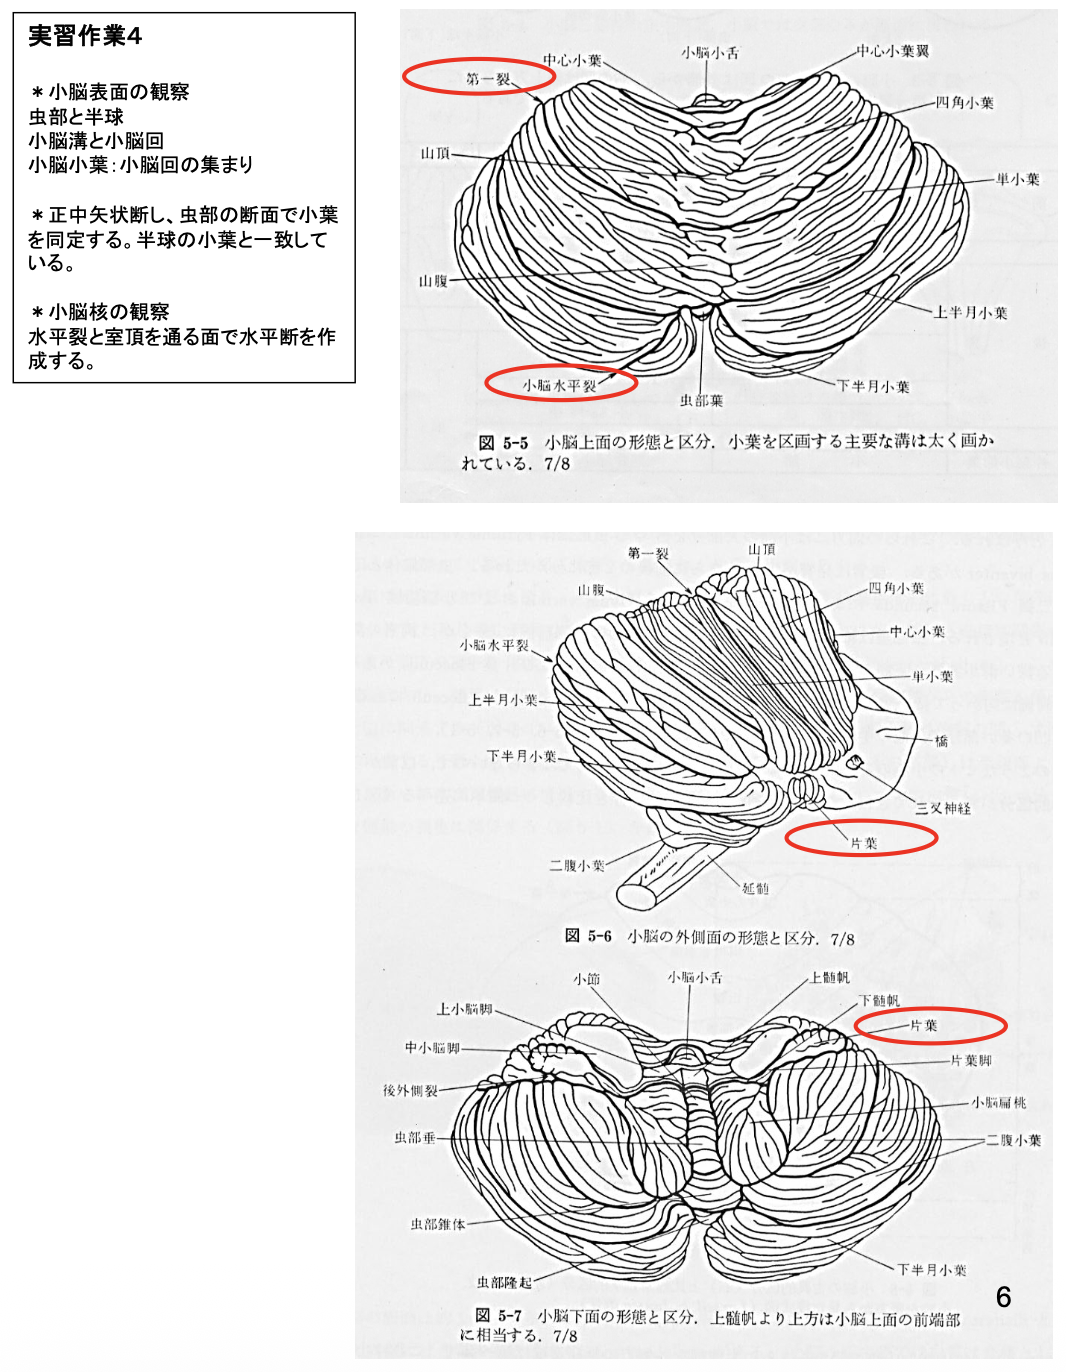 実習作業4
＊小脳表面の観察
虫部と半球
小脳溝と小脳回
小脳小葉：小脳回の集まり
＊正中矢状断し、虫部の断面で小葉
を同定する。半球の小葉と一致して
いる。
＊小脳核の観察
水平裂と室頂を通る面で水平断を作
成する。
小脳小舌
中心小葉
中心小葉翼
第一裂
四角小葉
山頂
単小葉
山腹
上半月小葉
小脳水平裂
下半月小葉
虫部葉
図 5-5 小脳上面の形態と区分．小葉を区画する主要な溝は太く画か
れている．7/8
第一裂
山頂
山腹
四角小葉
中心小葉
小脳水平裂
単小葉
上半月小葉
橋
下半月小葉
三叉神経
片葉
二腹小葉
延髄
図 5-6 小脳の外側面の形態と区分．7/8
小節
小脳小舌
上髄帆
下髄帆
上小脳脚
片葉
中小脳脚
片葉脚
後外側裂
小脳扁桃
虫部垂
二腹小葉
虫部錐体
下半月小葉
虫部隆起
6
図 5-7 小脳下面の形態と区分．上髄帆より上方は小脳上面の前端部
に相当する．7/8